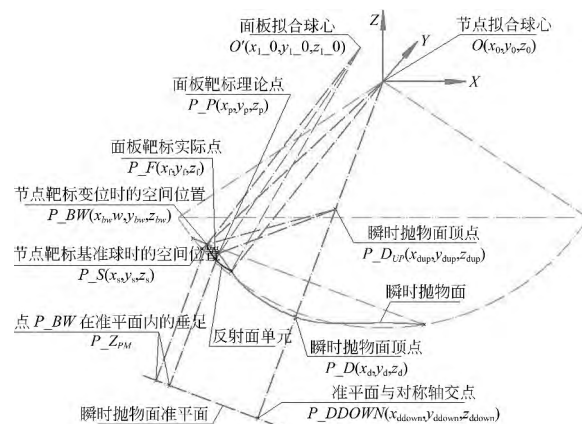 面板拟合球心
O'(x1_0,y1_0,z1_0)
Z
Y
X
节点拟合球心
O(x0,y0,z0)
面板靶标理论点
P_P(xp,yp,zp)
面板靶标实际点
P_F(xf,yf,zf)
节点靶标变位时的空间位置
P_BW(xbww,ybw,zbw)
节点靶标基准球时的空间位置
P_S(xs,ys,zs)
瞬时抛物面顶点
P_DUP(xdup,ydup,zdup)
瞬时抛物面
点 P_BW 在准平面内的垂足
P_ZPM
反射面单元
瞬时抛物面顶点
P_D(xd,yd,zd)
瞬时抛物面准平面
准平面与对称轴交点
P_DDOWN(xddown,yddown,zddown)